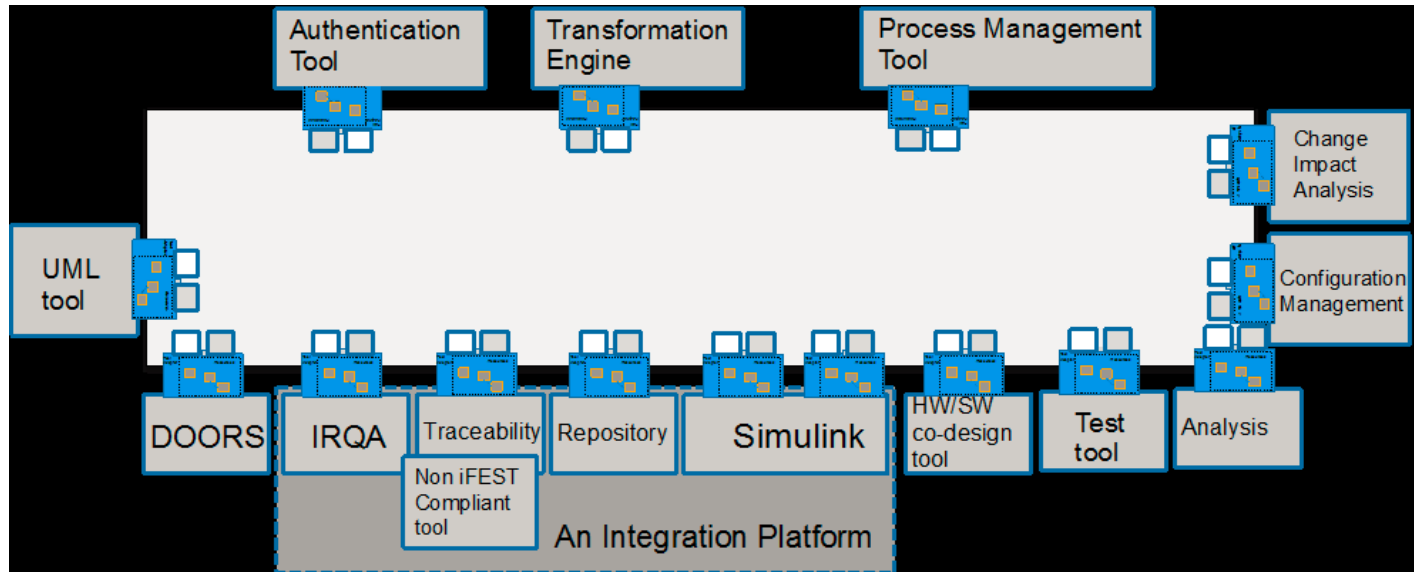 Authentication
Tool
Transformation
Engine
Process Management
Tool
Change
Impact
Analysis
UML
tool
Configuration
Management
DOORS
IRQA
Traceability
Repository
Simulink
HW/SW
co-design
tool
Test
tool
Analysis
Non iFEST
Compliant
tool
An Integration Platform